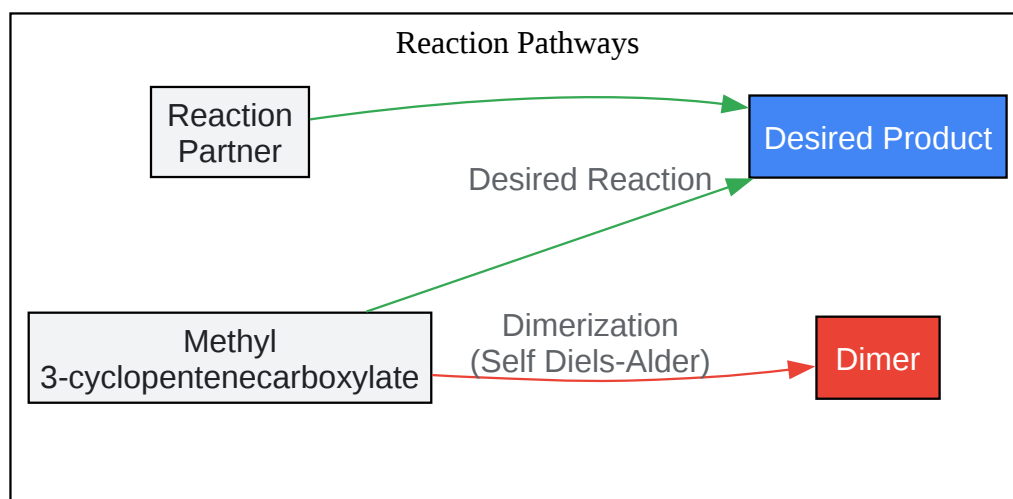 Reaction Pathways
Reaction
Partner
Desired Product
Desired Reaction
Methyl
3-cyclopentenecarboxylate
Dimerization
(Self Diels-Alder)
Dimer